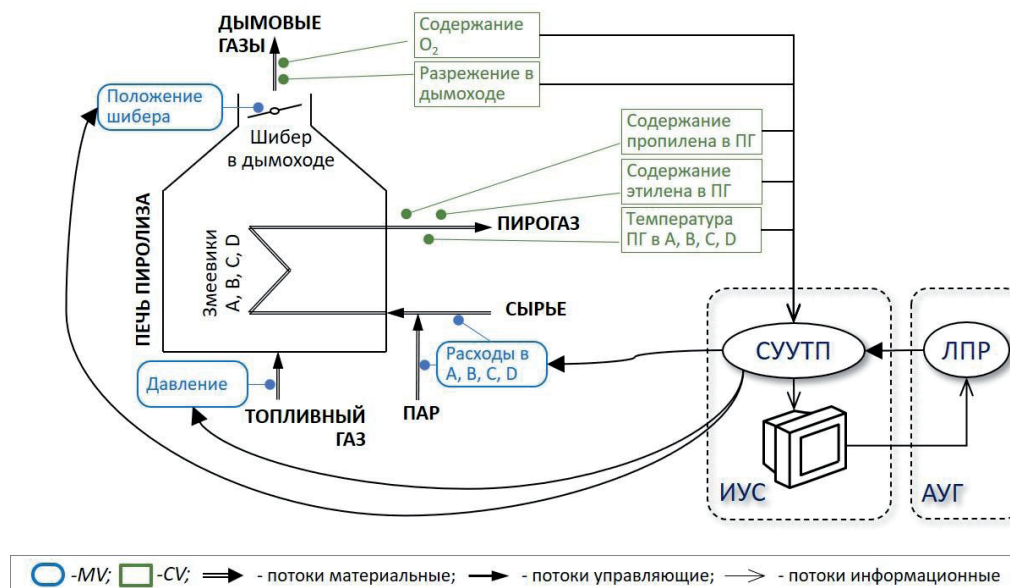 ДЫМОВЫЕ
ГАЗЫ
Содержание
O₂
Разрежение в
дымоходе
Положение
шибера
Шибер
в дымоходе
Содержание
пропилена в ПГ
Содержание
этилена в ПГ
Температура
ПГ в A, B, C, D
ПИРОГАЗ
ПЕЧЬ ПИРОЛИЗА
Змеевики
A, B, C, D
СЫРЬЕ
Расходы в
A, B, C, D
Давление
ТОПЛИВНЫЙ
ГАЗ
ПАР
СУУТП
ЛПР
ИУС
АУГ
-MV; -CV; - потоки материальные; - потоки управляющие; - потоки информационные